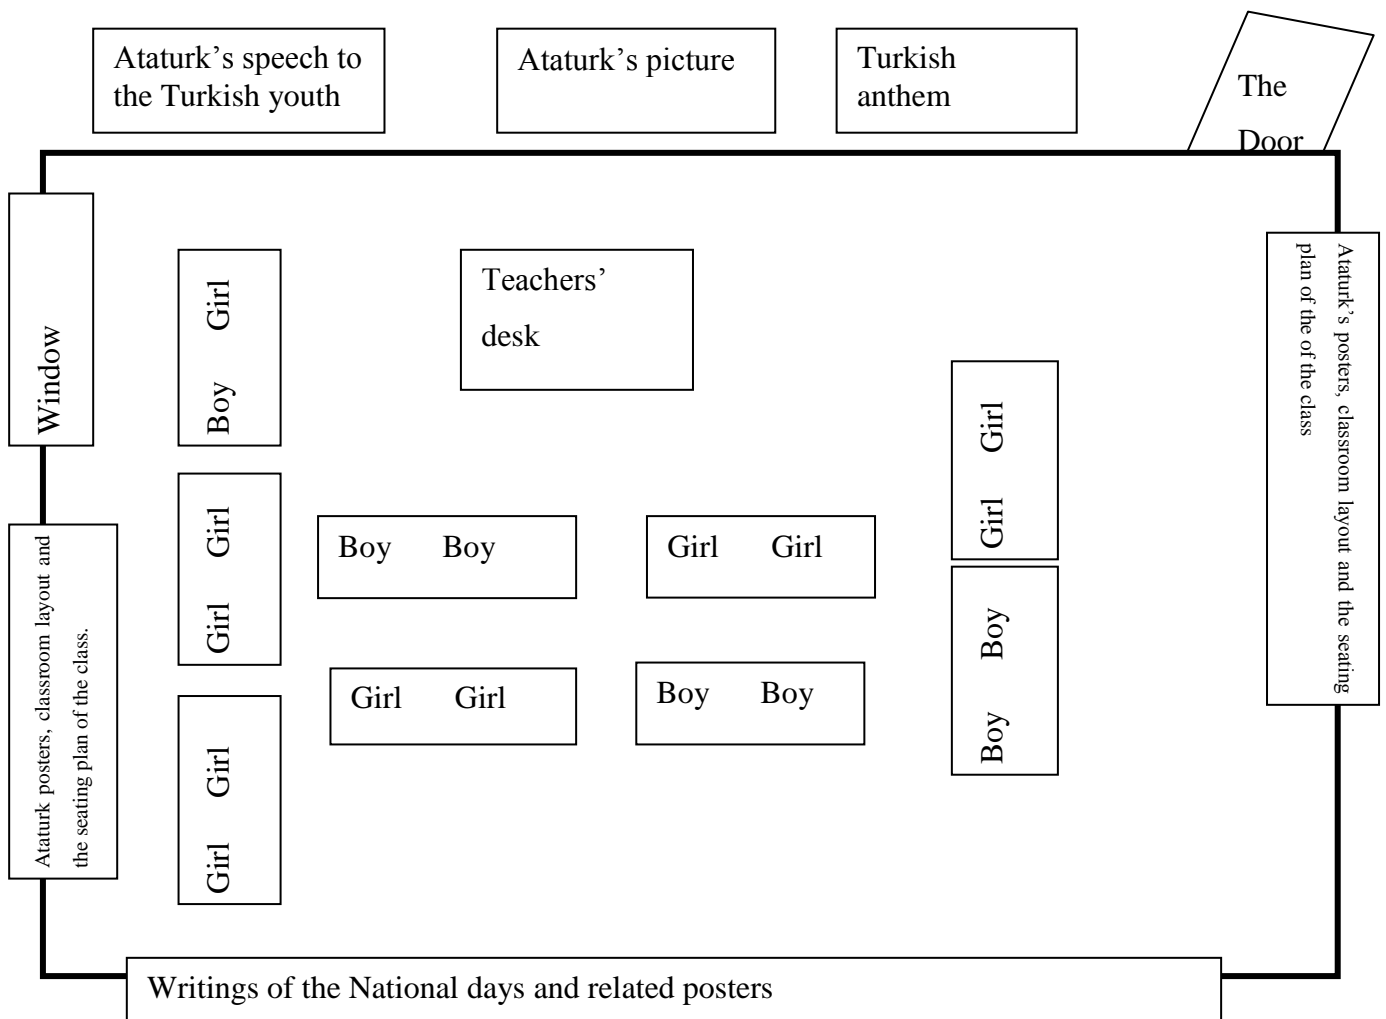 Ataturk’s speech to
the Turkish youth
Ataturk’s picture
Turkish
anthem
The
Door
Window
Girl
Boy
Teachers’
desk
Ataturk’s posters, classroom layout and the seating
plan of the of the class
Girl
Girl
Girl
Girl
Boy Boy
Girl Girl
Ataturk posters, classroom layout and
the seating plan of the class.
Boy
Boy
Girl Girl
Boy Boy
Girl
Girl
Writings of the National days and related posters